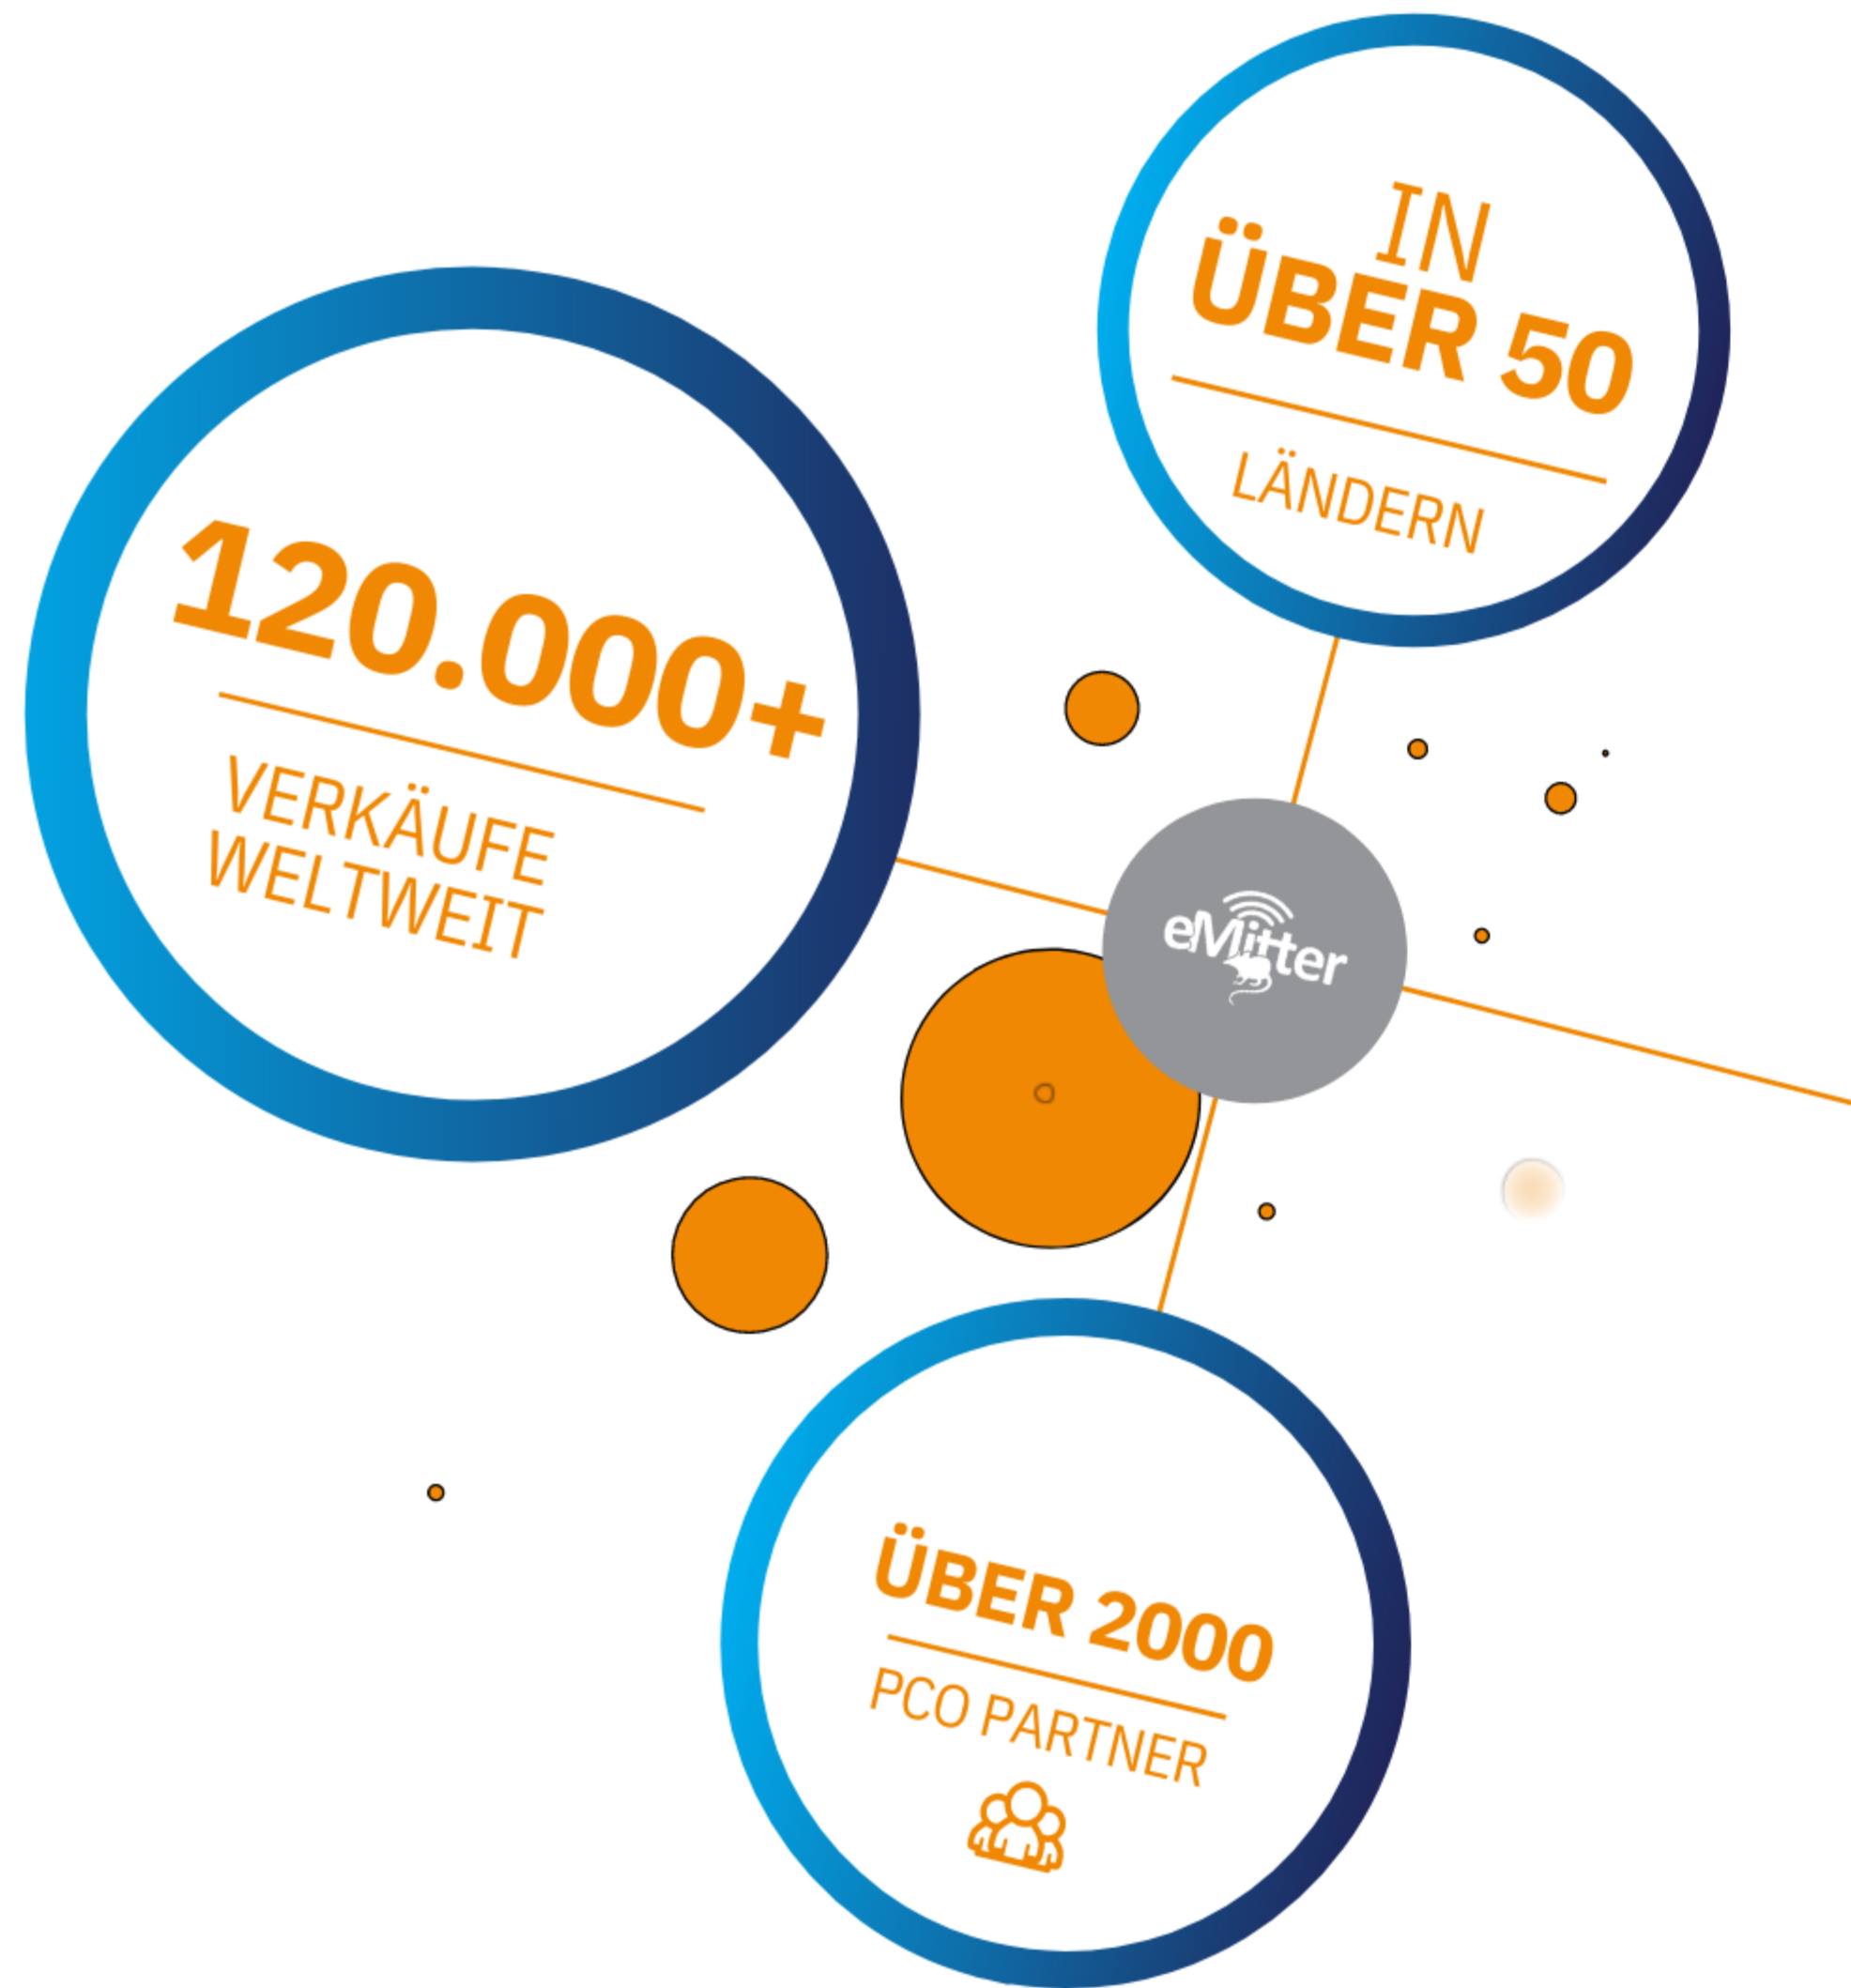 IN
ÜBER 50
LÄNDERN
120.000+
VERKÄUFE
WELTWEIT
eMitter
ÜBER 2000
PCO PARTNER